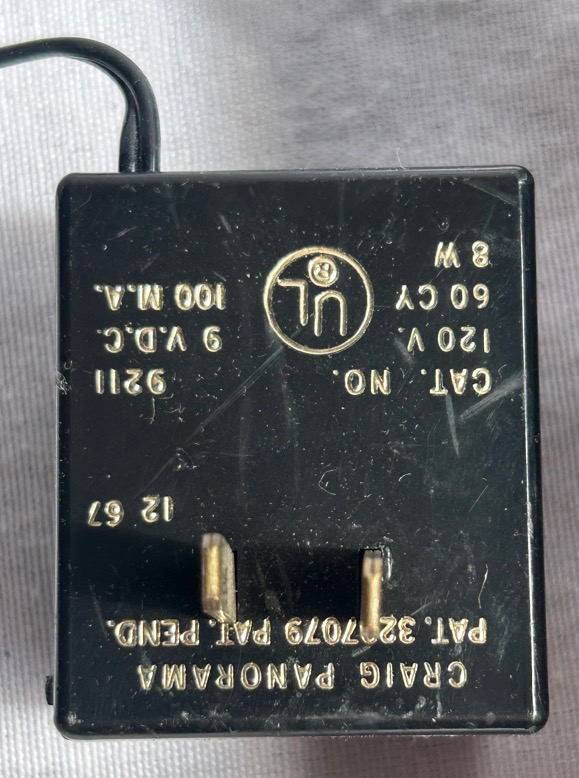 CRAIG PANORAMA
PAT. PAT. PEND.
12 67
CAT. NO. 9211
120 V. UL 9 V.D.C.
60 CY ® 100 M.A.
8 W